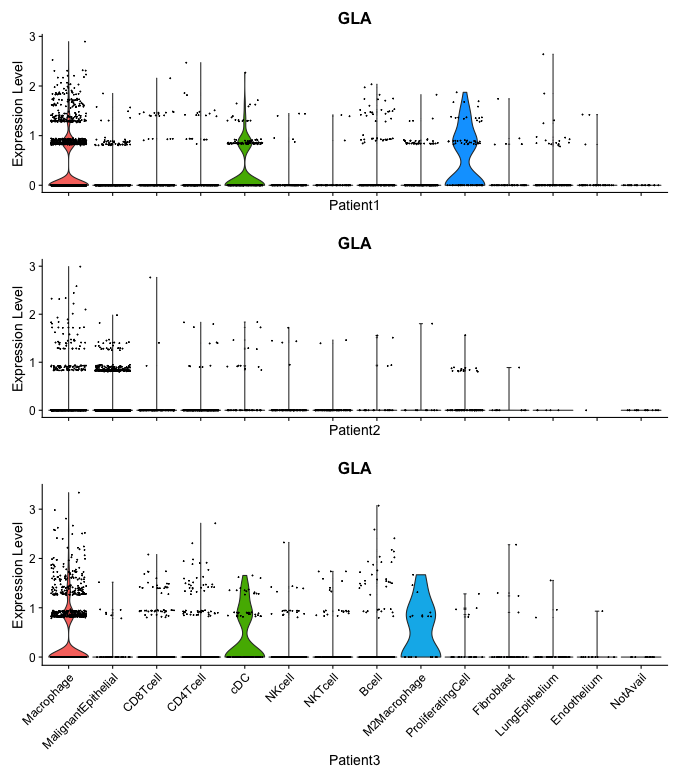 GLA
Expression Level
3
2
1
0
Patient1
GLA
Expression Level
3
2
1
0
Patient2
GLA
Expression Level
3
2
1
0
Macrophage
MalignantEpithelial
CD8Tcell
CD4Tcell
cDC
NKcell
NKTcell
Bcell
M2Macrophage
ProliferatingCell
Fibroblast
LungEpithelium
Endothelium
NotAvail
Patient3